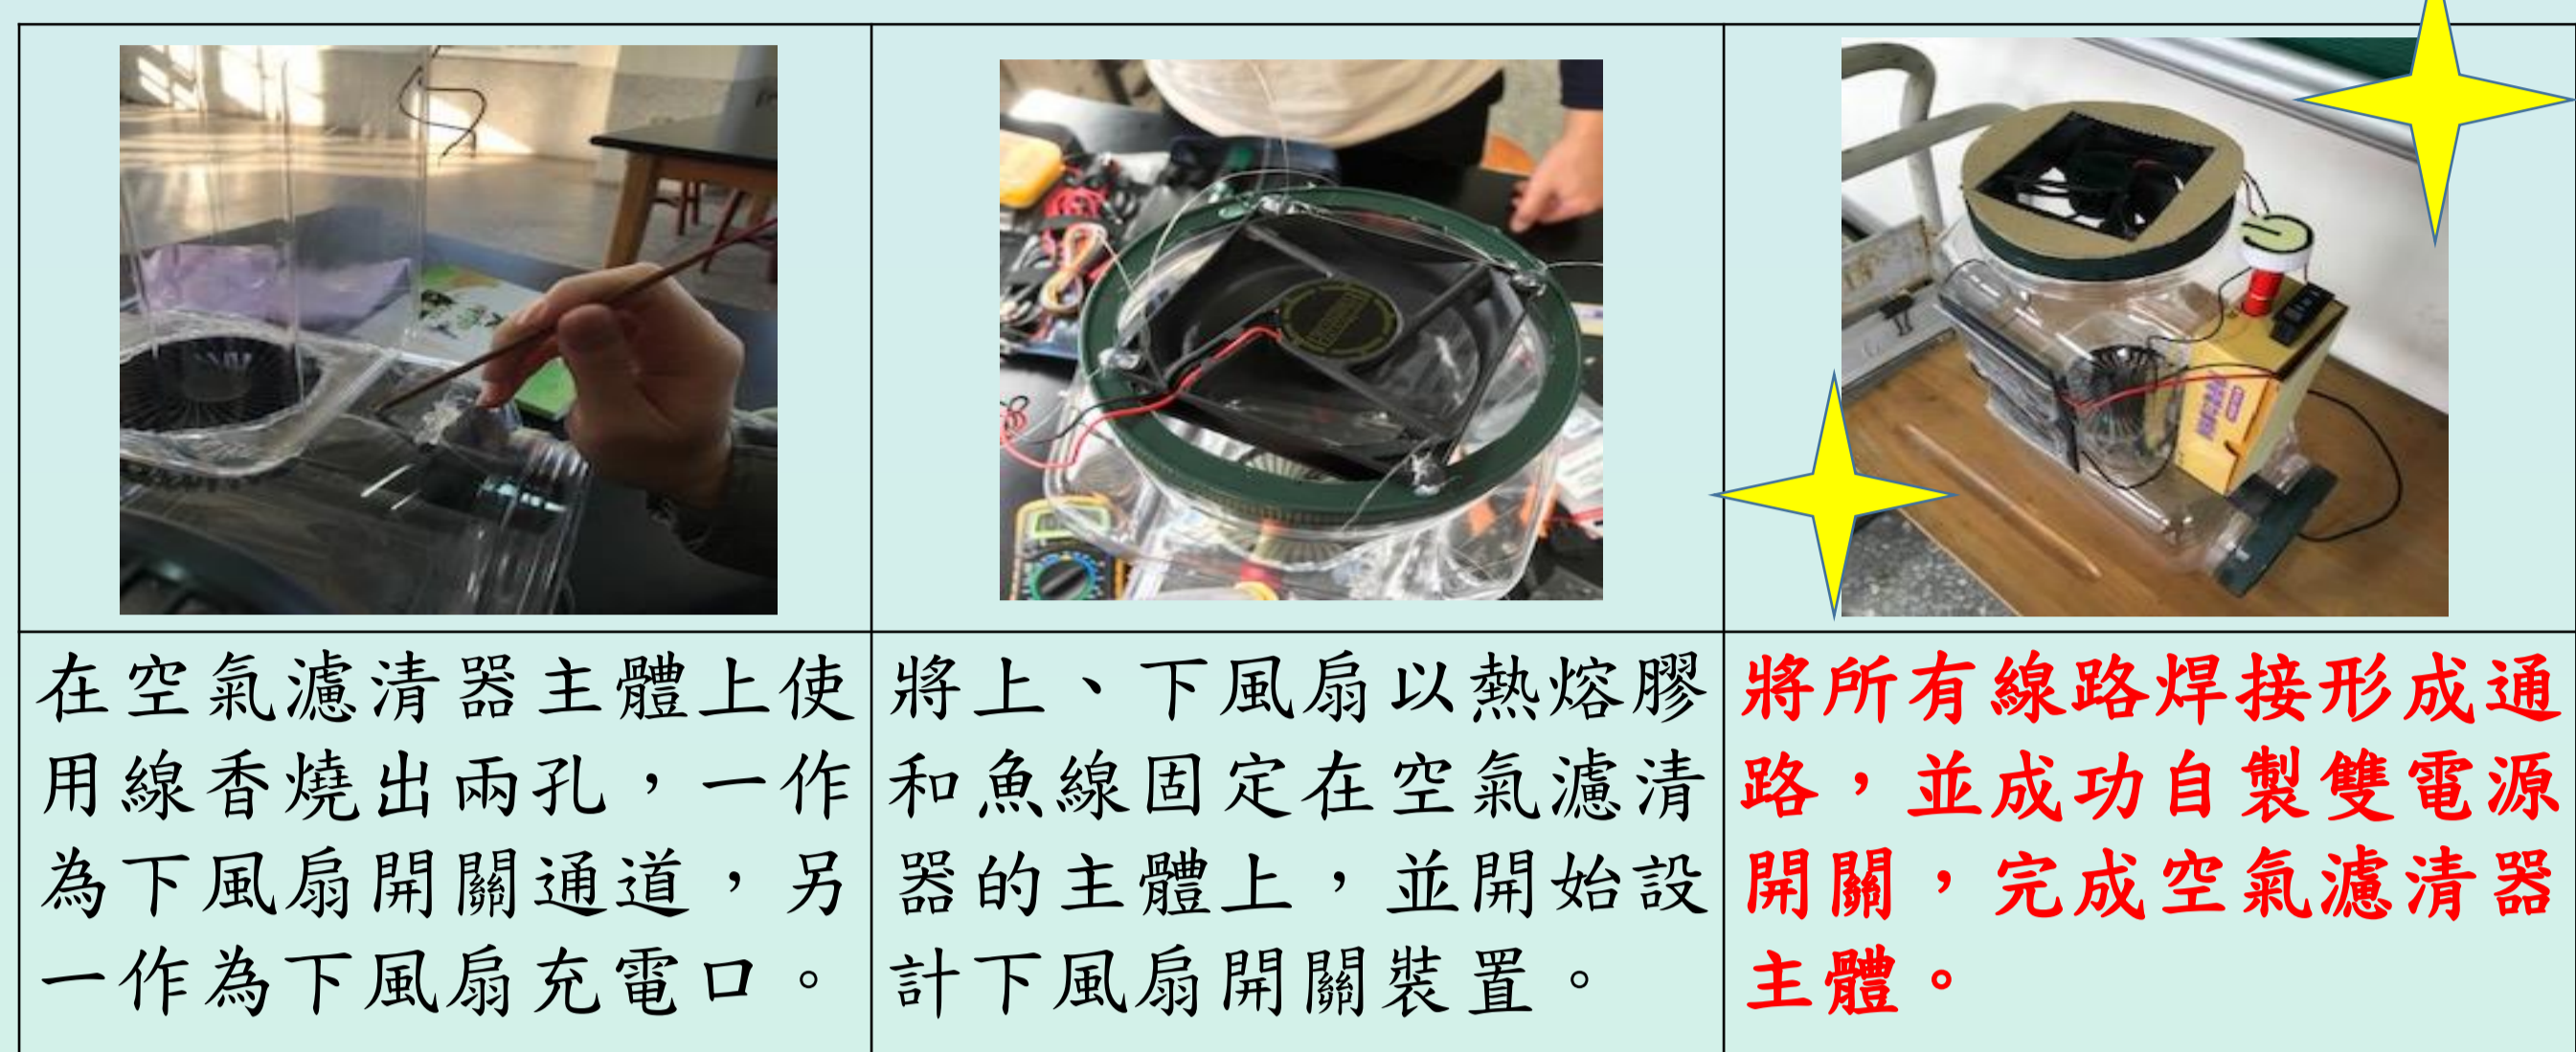 在空氣濾清器主體上使
用線香燒出兩孔，一作
為下風扇開關通道，另
一作為下風扇充電口。
將上、下風扇以熱熔膠
和魚線固定在空氣濾清
器的主體上，並開始設
計下風扇開關裝置。
將所有線路焊接形成通
路，並成功自製雙電源
開關，完成空氣濾清器
主體。